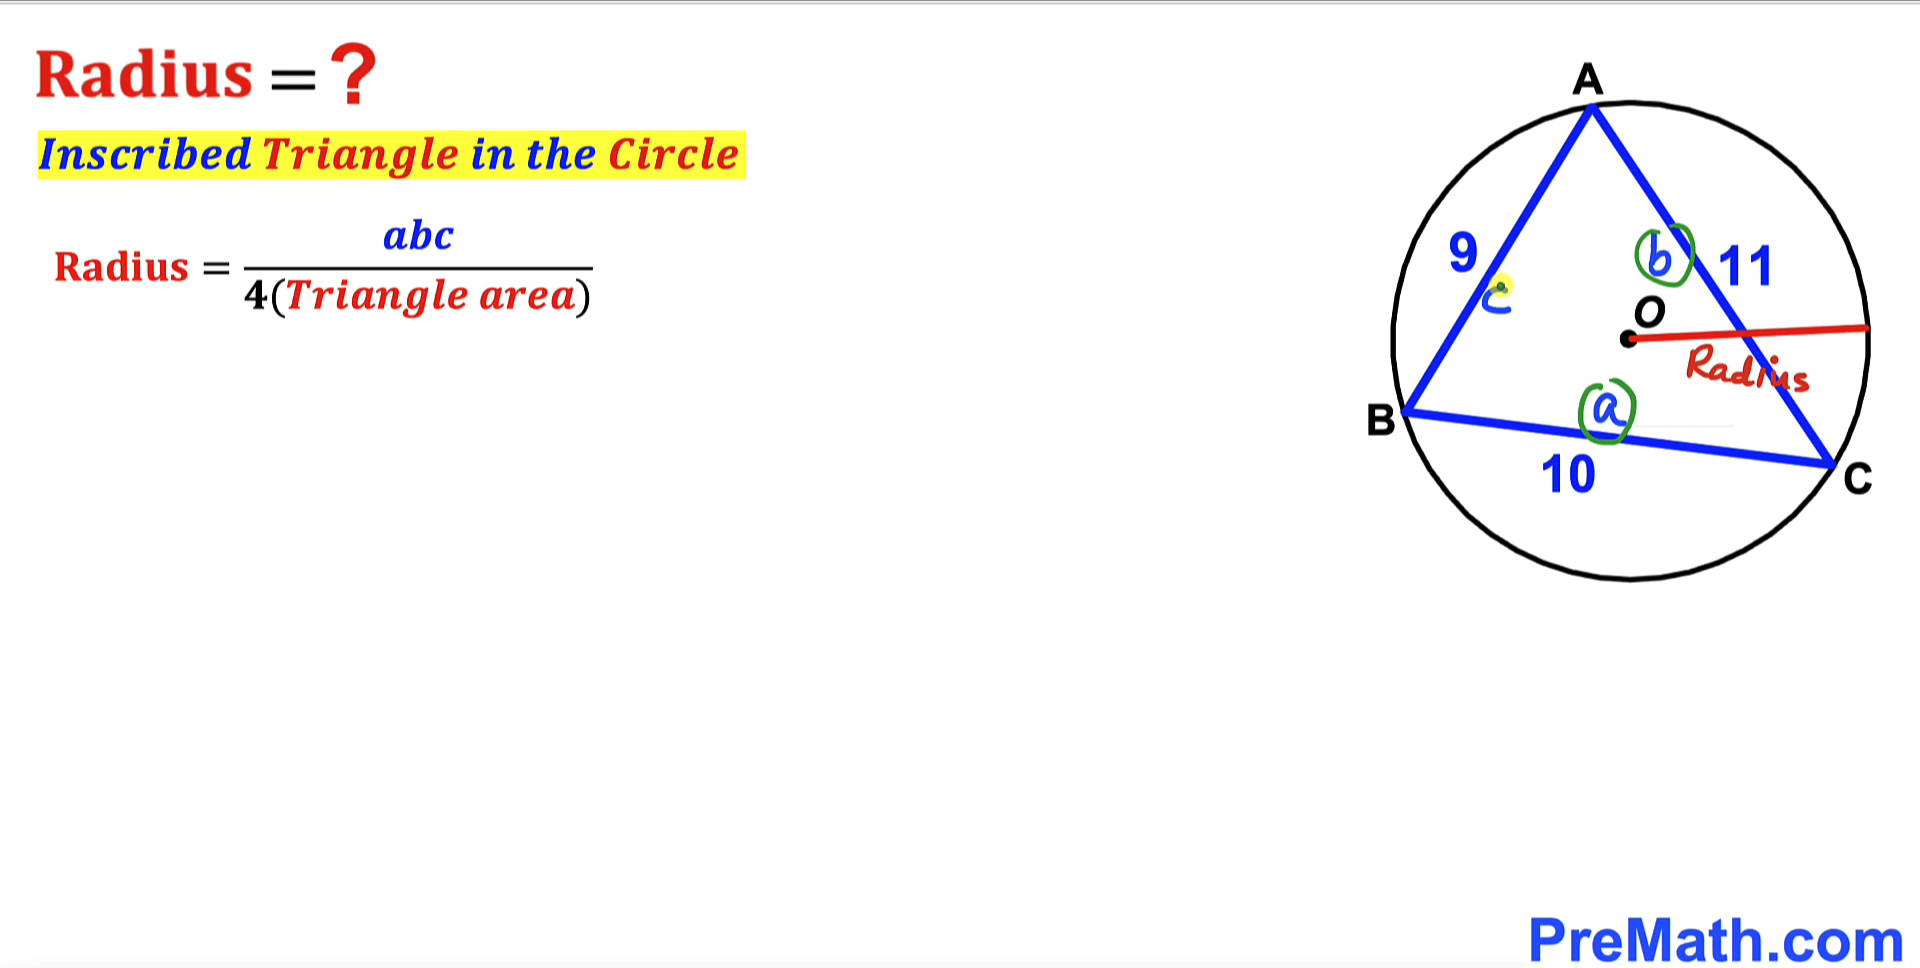 Radius = ?
Inscribed Triangle in the Circle
Radius = abc
4(Triangle area)
A
9
b
11
c
O
Radius
B
a
10
C
PreMath.com